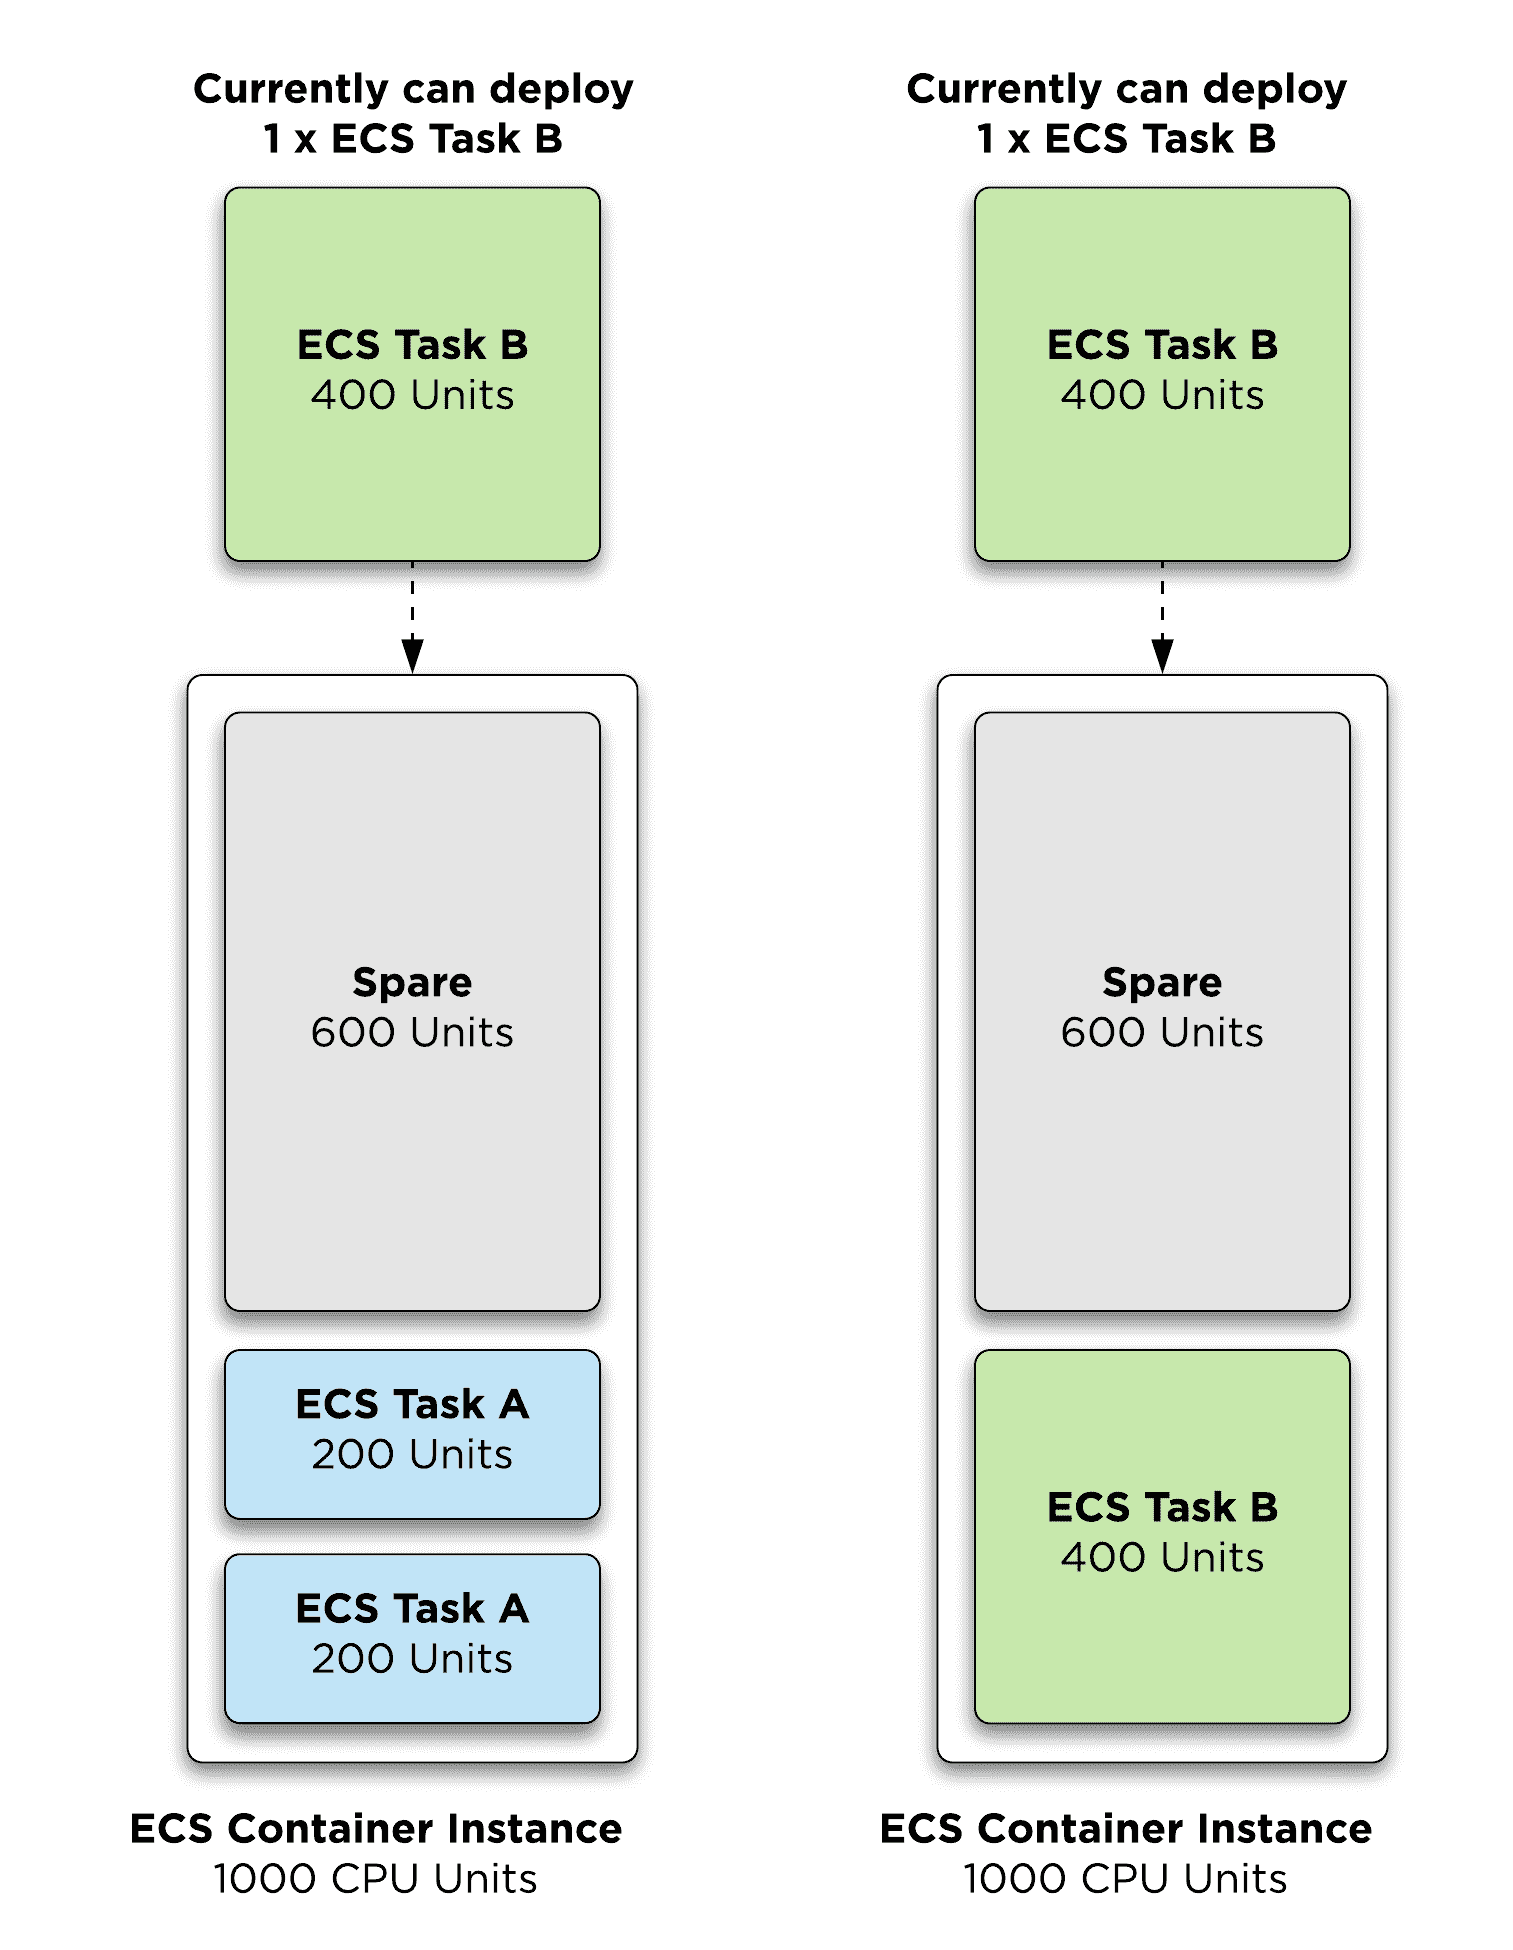 Currently can deploy
1 x ECS Task B
ECS Task B
400 Units
Spare
600 Units
ECS Task A
200 Units
ECS Task A
200 Units
ECS Container Instance
1000 CPU Units
Currently can deploy
1 x ECS Task B
ECS Task B
400 Units
Spare
600 Units
ECS Task B
400 Units
ECS Container Instance
1000 CPU Units